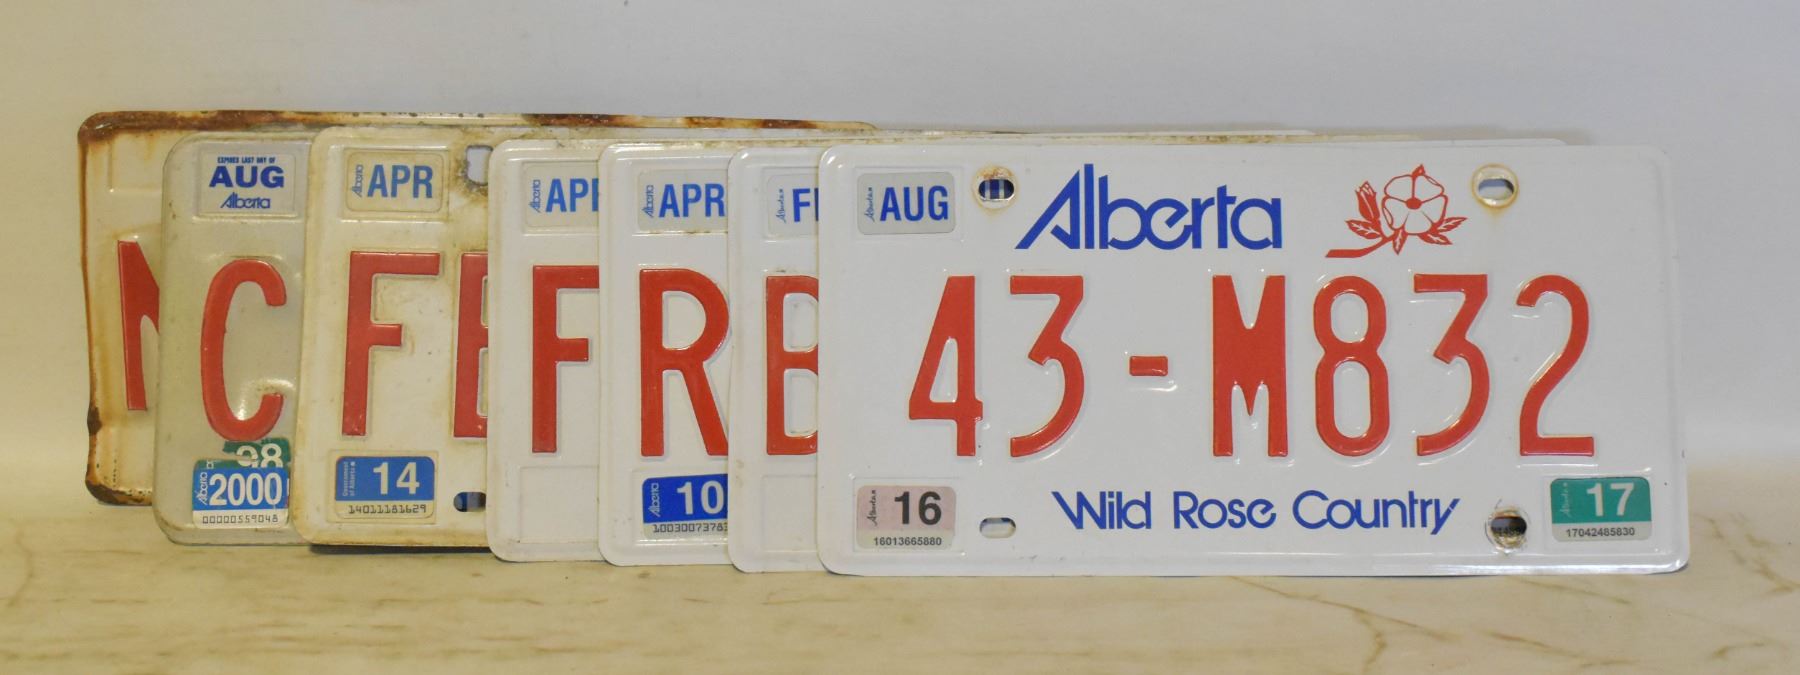 EXPIRES LAST DAY OF
AUG
Alberta
C
98
Alberta
2000
00000559048
Alberta APR
F
Government of Alberta
14
14011181629
Alberta
F
Alberta APR
R
Alberta
10
Alberta
B
Alberta AUG
Alberta
43-M832
Alberta 16
16013665880
Wild Rose Country
Alberta 17
17042485830